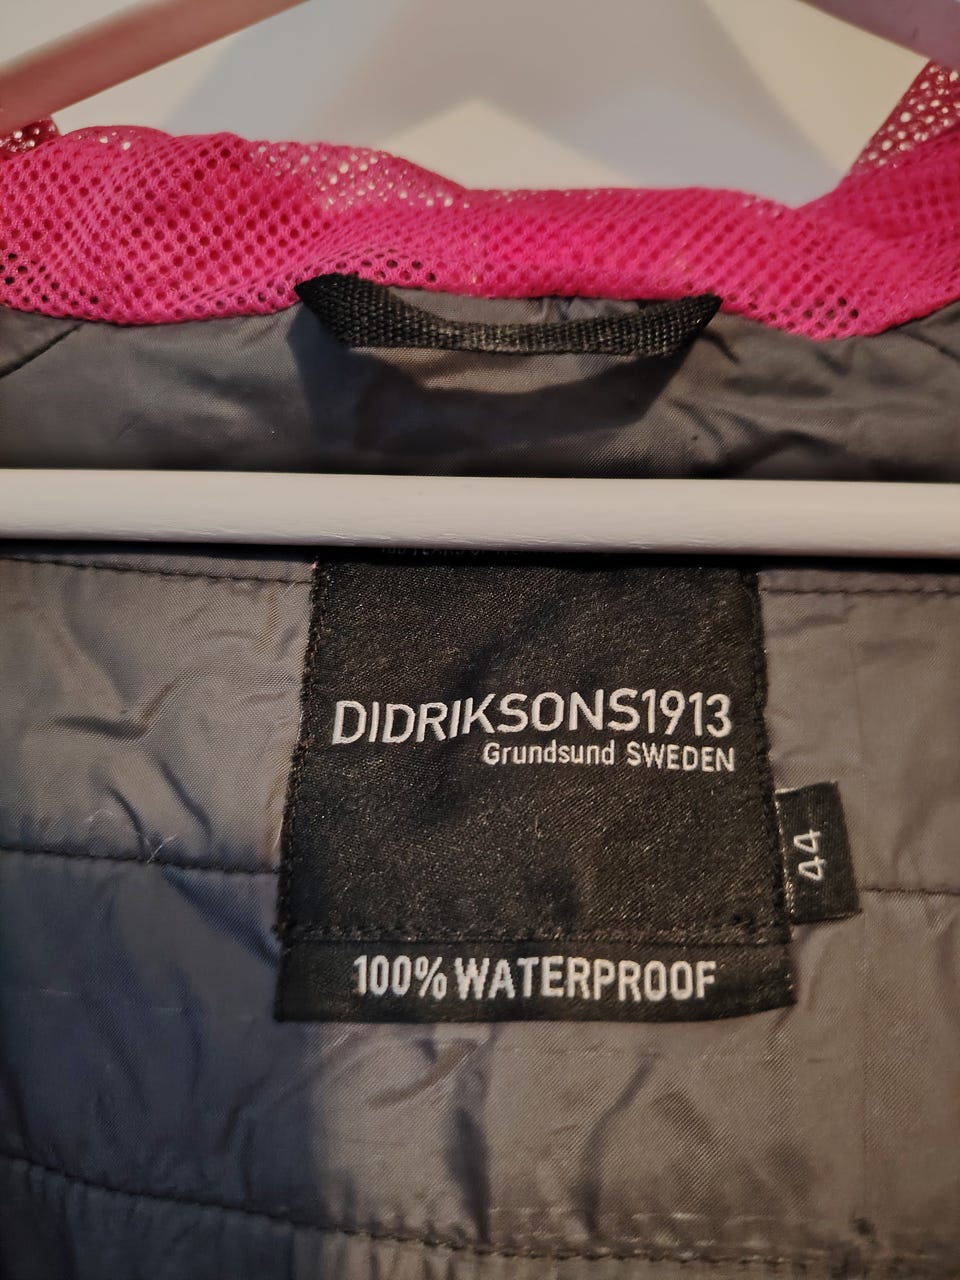 DIDRIKSONS1913
Grundsund SWEDEN
44
100% WATERPROOF